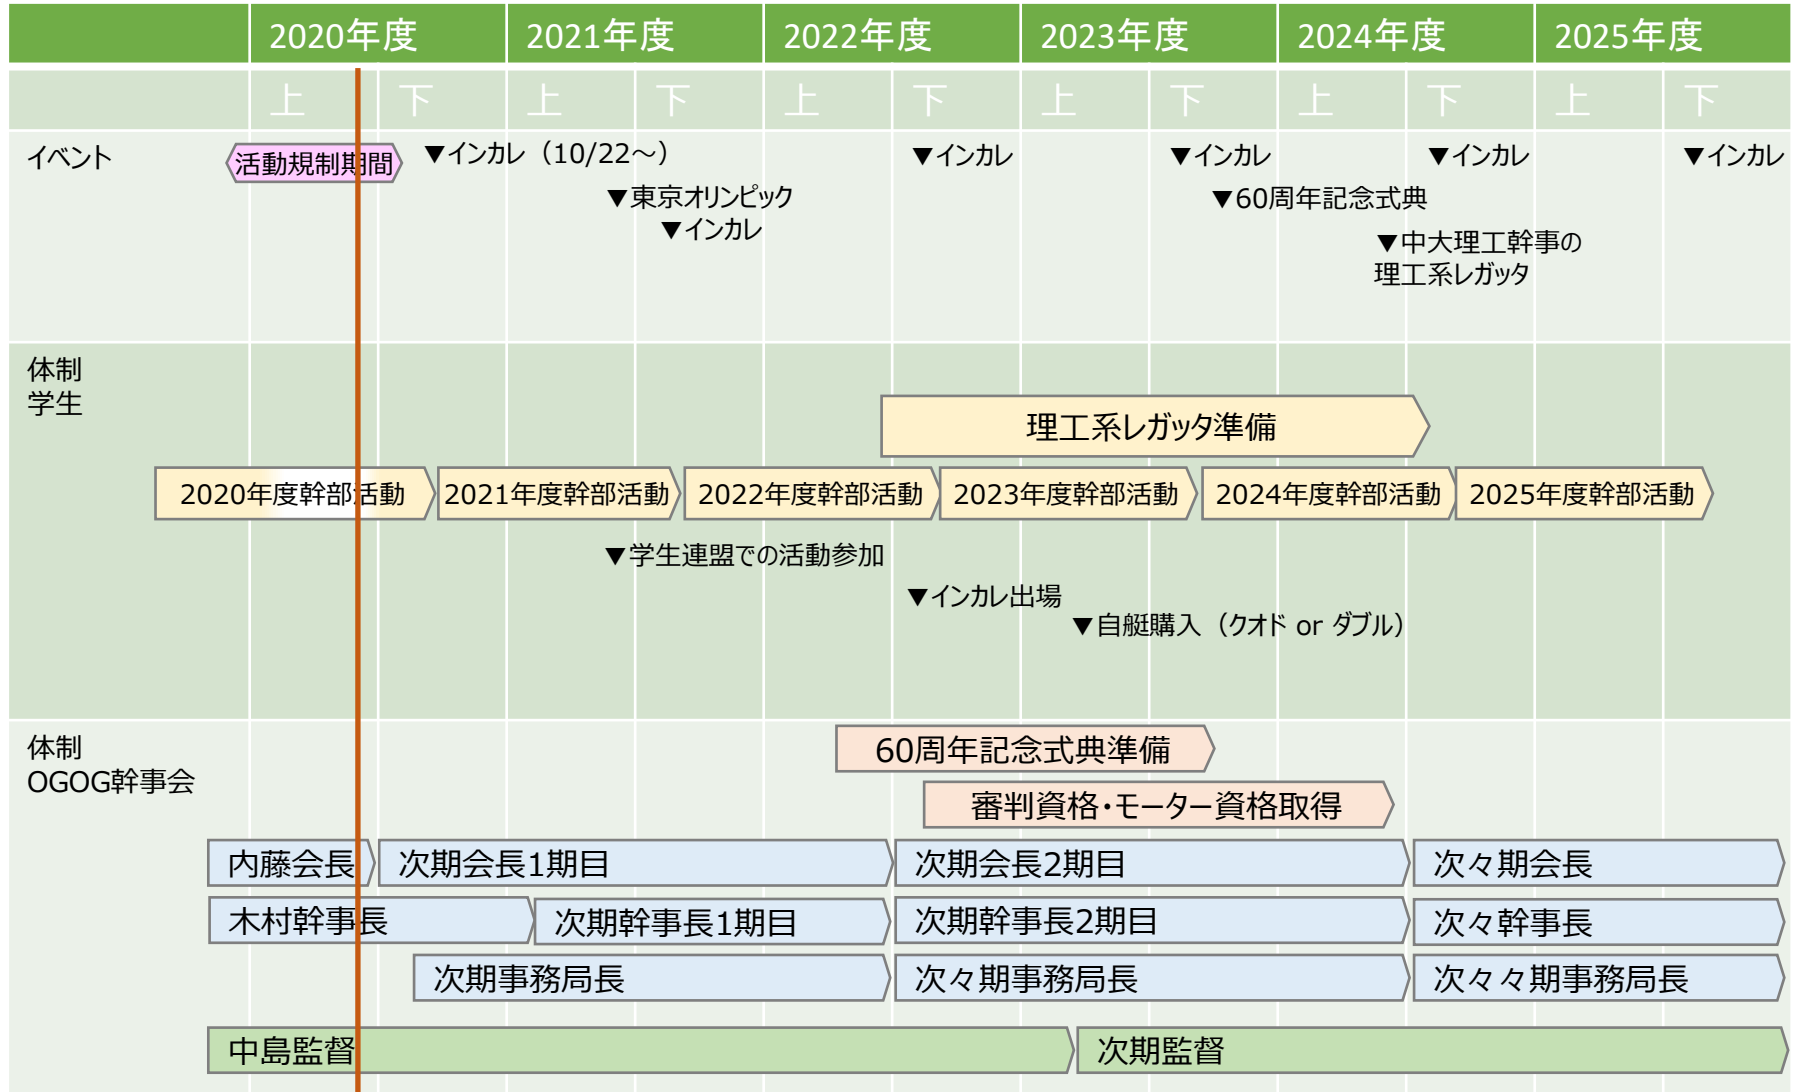 2020年度 2021年度 2022年度 2023年度 2024年度 2025年度
上 下 上 下 上 下 上 下 上 下 上 下
イベント
活動規制期間
▼インカレ（10/22～）
▼インカレ
▼インカレ
▼インカレ
▼インカレ
▼東京オリンピック
▼60周年記念式典
▼インカレ
▼中大理工幹事の
理工系レガッタ
体制
学生
理工系レガッタ準備
2020年度幹部活動
2021年度幹部活動
2022年度幹部活動
2023年度幹部活動
2024年度幹部活動
2025年度幹部活動
▼学生連盟での活動参加
▼インカレ出場
▼自艇購入（クオド or ダブル）
体制
OGOG幹事会
60周年記念式典準備
審判資格・モーター資格取得
内藤会長
次期会長1期目
次期会長2期目
次々期会長
木村幹事長
次期幹事長1期目
次期幹事長2期目
次々幹事長
次期事務局長
次々期事務局長
次々々期事務局長
中島監督
次期監督